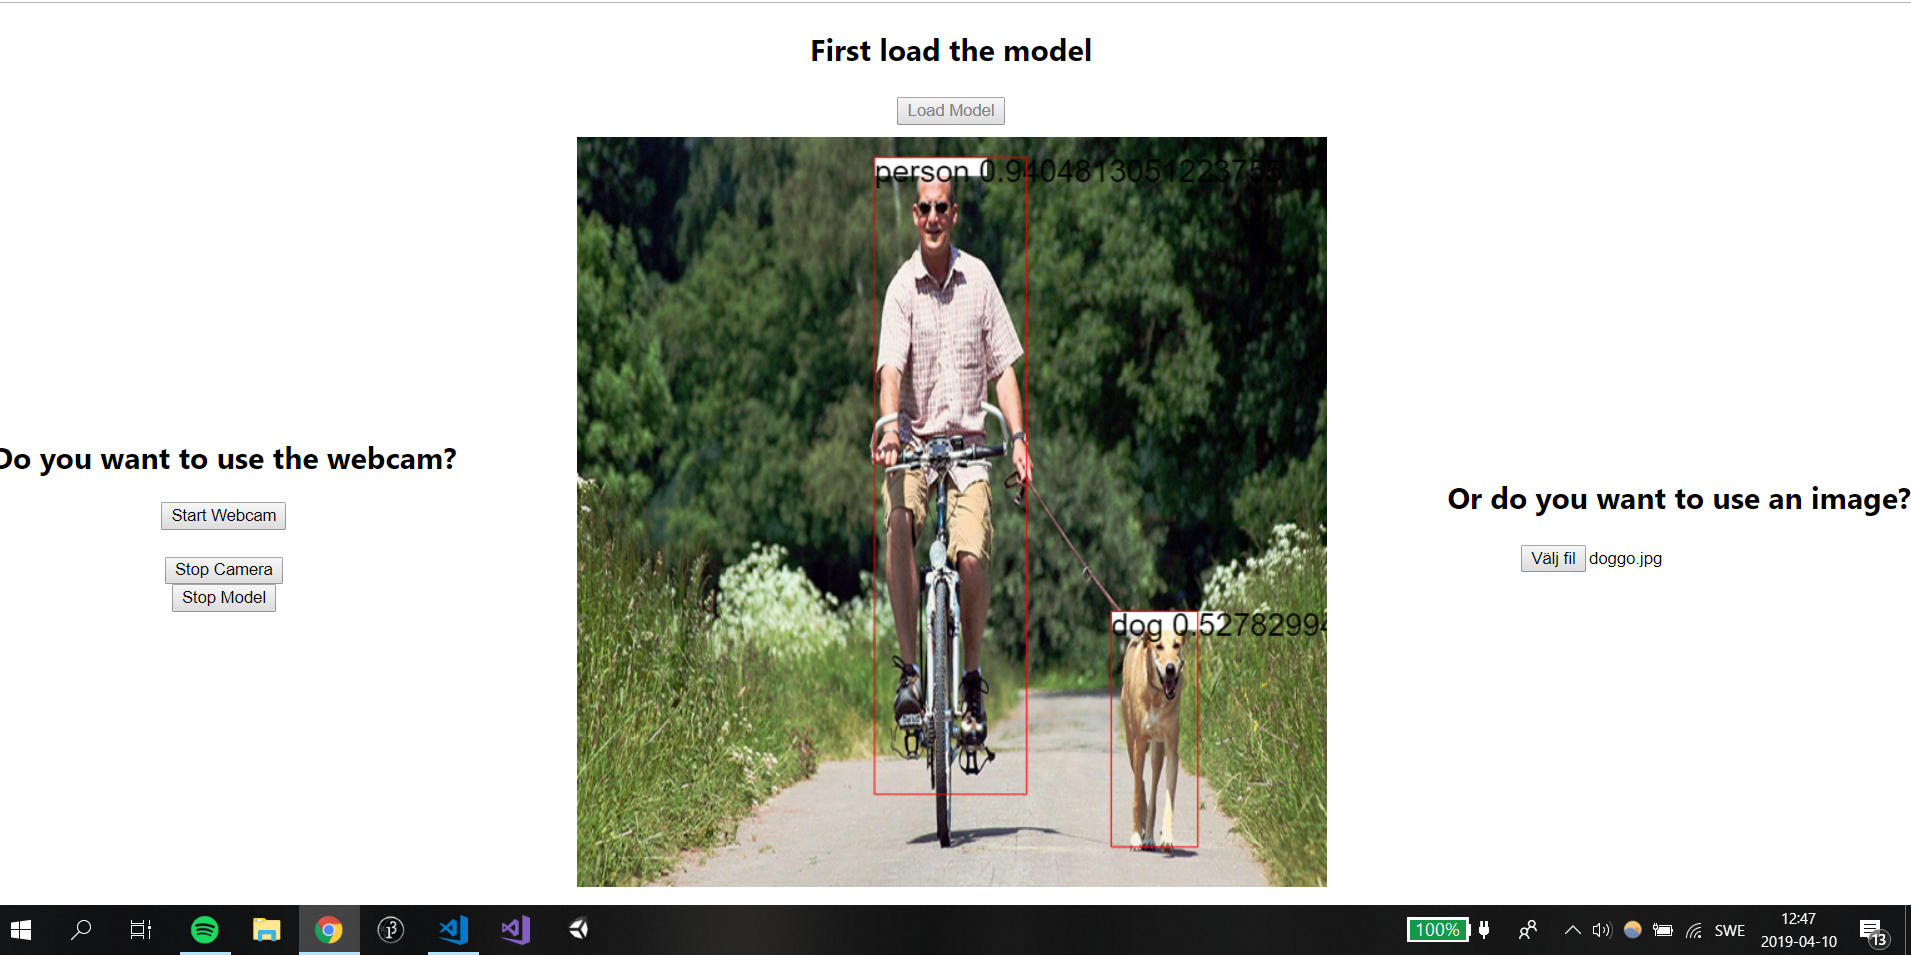 First load the model
Load Model
person 0.9404813051223755
dog 0.5278299
Do you want to use the webcam?
Start Webcam
Stop Camera
Stop Model
Or do you want to use an image?
Välj fil doggo.jpg
100%
SWE
12:47
2019-04-10
13